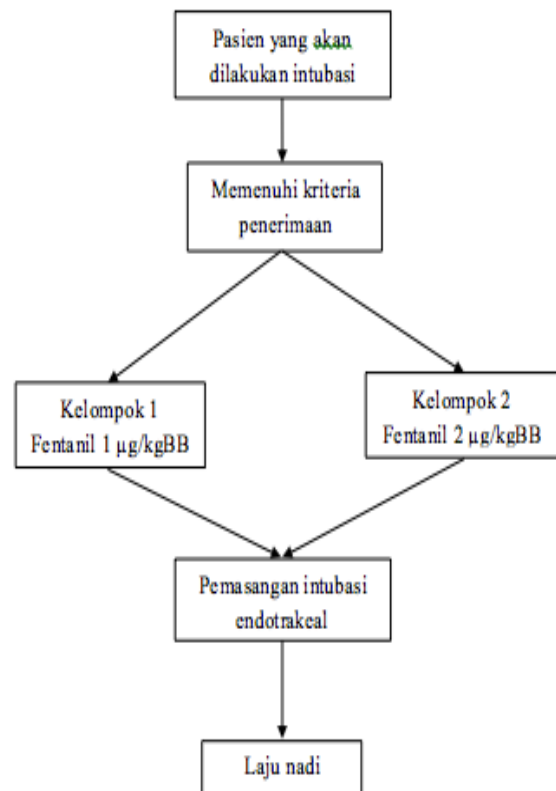 Pasien yang akan
dilakukan intubasi
Memenuhi kriteria
penerimaan
Kelompok 1
Fentanil 1 µg/kgBB
Kelompok 2
Fentanil 2 µg/kgBB
Pemasangan intubasi
endotrakeal
Laju nadi